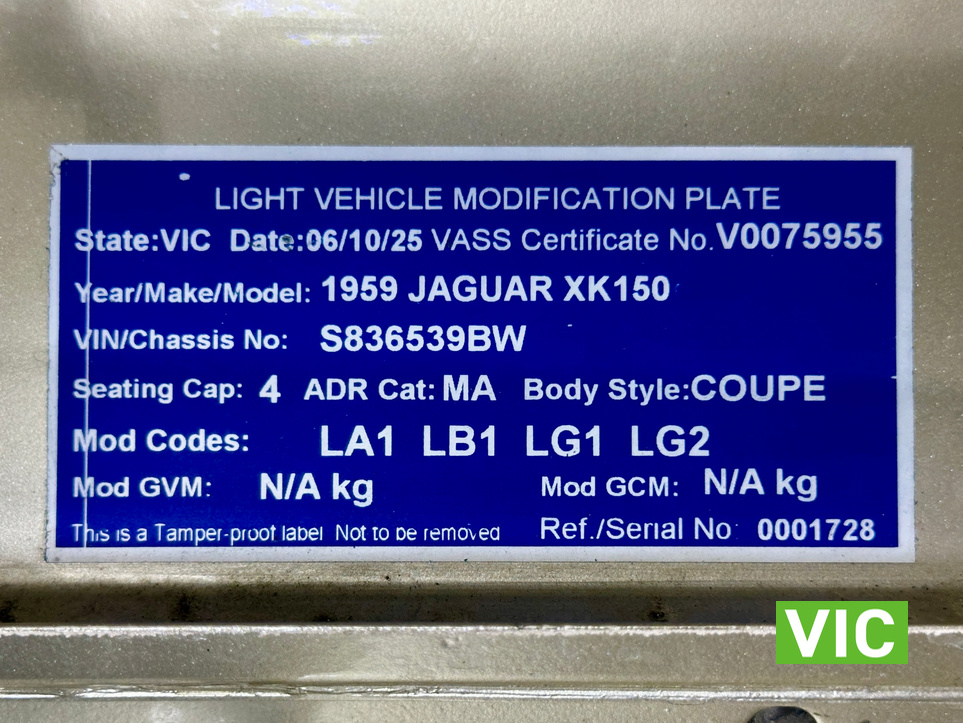 LIGHT VEHICLE MODIFICATION PLATE
State:VIC Date:06/10/25 VASS Certificate No.V0075955
Year/Make/Model: 1959 JAGUAR XK150
VIN/Chassis No: S836539BW
Seating Cap: 4 ADR Cat: MA Body Style:COUPE
Mod Codes: LA1 LB1 LG1 LG2
Mod GVM: N/A kg Mod GCM: N/A kg
This is a Tamper-proof label Not to be removed Ref./Serial No 0001728
VIC